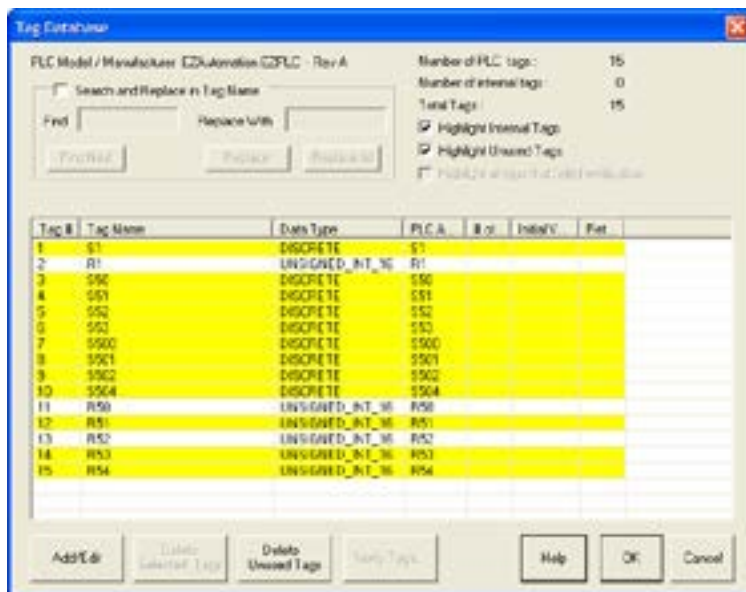 Tag Database
PLC Model / Manufacturer EZAutomation EZPLC - Rev A
Number of PLC tags : 15
Number of internal tags : 0
Total Tags : 15
Search and Replace in Tag Name
Find Replace With
Find Next Replace Replace All
Highlight Internal Tags
Highlight Unused Tags
Tag # Tag Name Data Type PLC A... # of Initial V... Ret...
1 S1 DISCRETE S1
2 R1 UNSIGNED_INT_16 R1
3 S50 DISCRETE S50
4 S51 DISCRETE S51
5 S52 DISCRETE S52
6 S53 DISCRETE S53
7 S500 DISCRETE S500
8 S501 DISCRETE S501
9 S502 DISCRETE S502
10 S504 DISCRETE S504
11 R50 UNSIGNED_INT_16 R50
12 R51 UNSIGNED_INT_16 R51
13 R52 UNSIGNED_INT_16 R52
14 R53 UNSIGNED_INT_16 R53
15 R54 UNSIGNED_INT_16 R54
Add/Edit
Delete
Selected Tags
Delete
Unused Tags
Verify Tags
Help
OK
Cancel